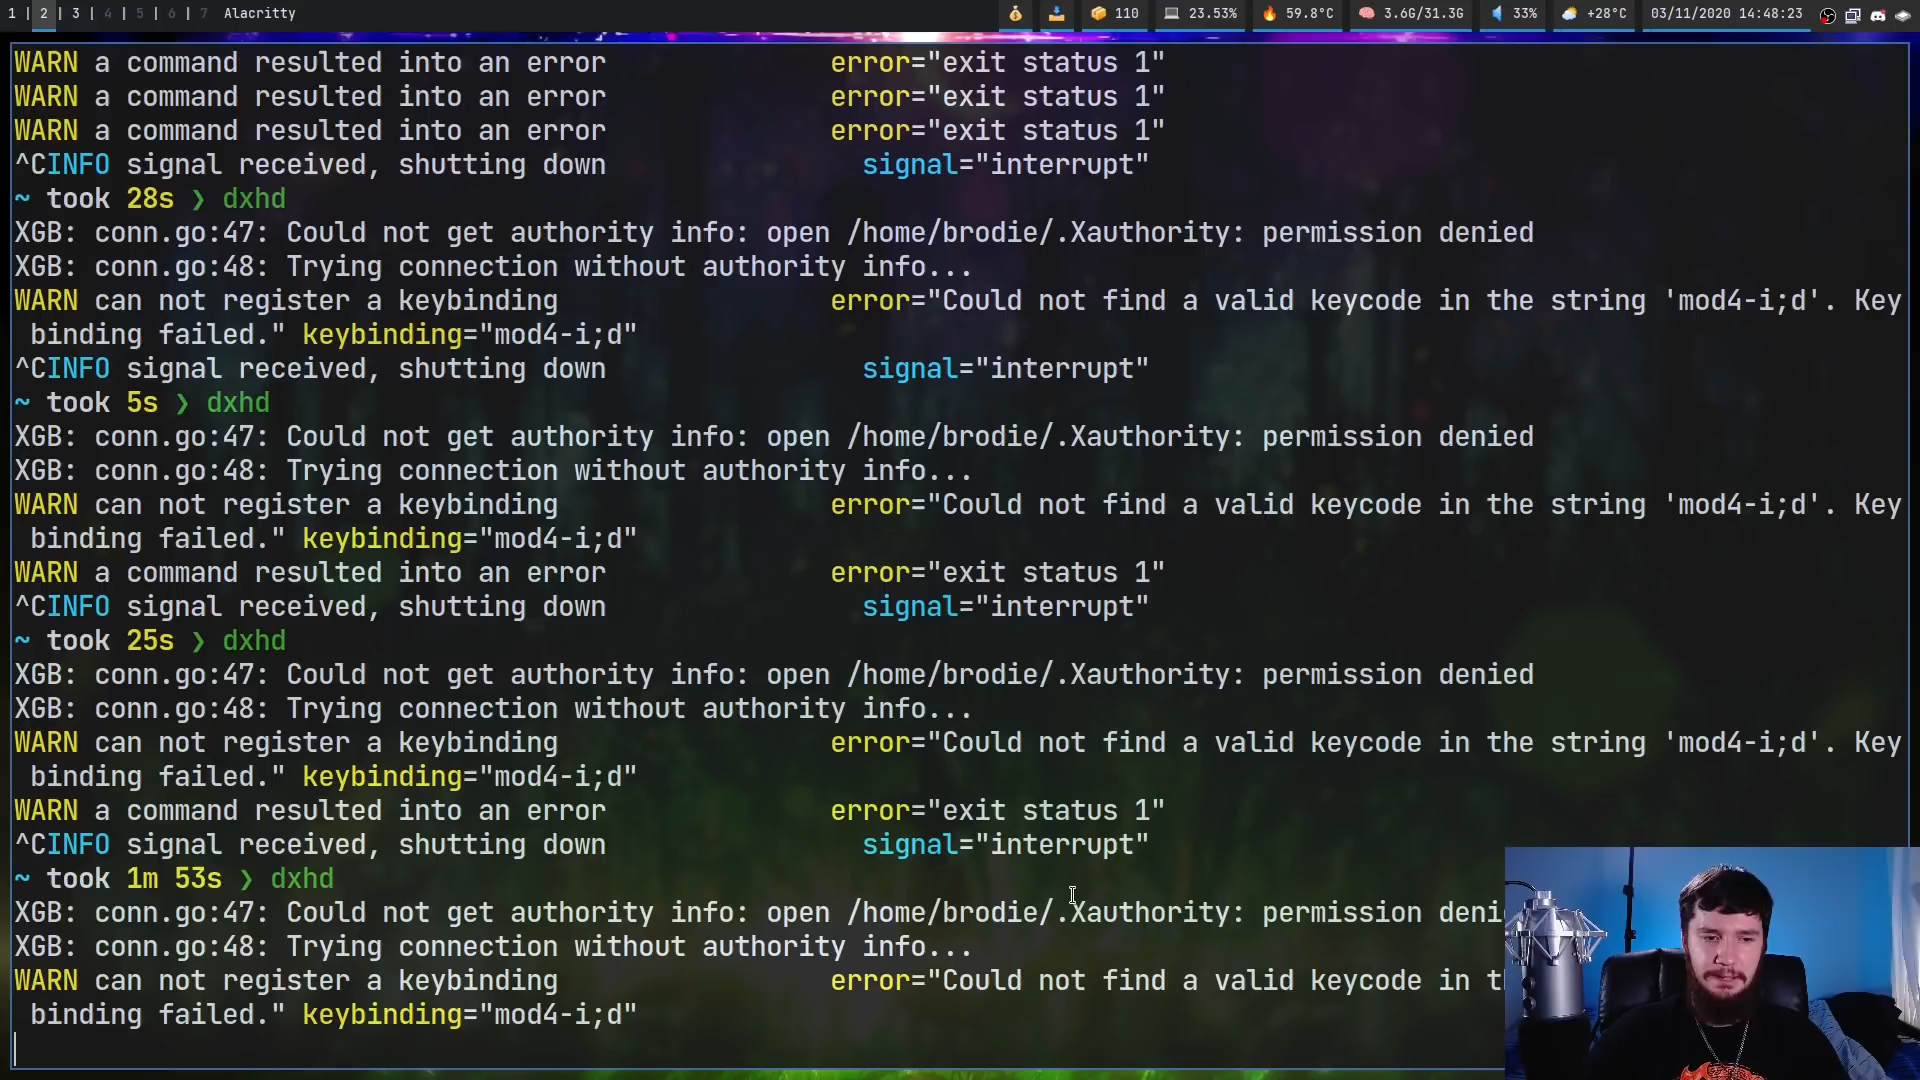 1 | 2 | 3 | 4 | 5 | 6 | 7 Alacritty 110 23.53% 59.8°C 3.6G/31.3G 33% +28°C 03/11/2020 14:48:23
WARN a command resulted into an error error="exit status 1"
WARN a command resulted into an error error="exit status 1"
WARN a command resulted into an error error="exit status 1"
^CINFO signal received, shutting down signal="interrupt"
~ took 28s ❯ dxhd
XGB: conn.go:47: Could not get authority info: open /home/brodie/.Xauthority: permission denied
XGB: conn.go:48: Trying connection without authority info...
WARN can not register a keybinding error="Could not find a valid keycode in the string 'mod4-i;d'. Key
binding failed." keybinding="mod4-i;d"
^CINFO signal received, shutting down signal="interrupt"
~ took 5s ❯ dxhd
XGB: conn.go:47: Could not get authority info: open /home/brodie/.Xauthority: permission denied
XGB: conn.go:48: Trying connection without authority info...
WARN can not register a keybinding error="Could not find a valid keycode in the string 'mod4-i;d'. Key
binding failed." keybinding="mod4-i;d"
WARN a command resulted into an error error="exit status 1"
^CINFO signal received, shutting down signal="interrupt"
~ took 25s ❯ dxhd
XGB: conn.go:47: Could not get authority info: open /home/brodie/.Xauthority: permission denied
XGB: conn.go:48: Trying connection without authority info...
WARN can not register a keybinding error="Could not find a valid keycode in the string 'mod4-i;d'. Key
binding failed." keybinding="mod4-i;d"
WARN a command resulted into an error error="exit status 1"
^CINFO signal received, shutting down signal="interrupt"
~ took 1m 53s ❯ dxhd
XGB: conn.go:47: Could not get authority info: open /home/brodie/.Xauthority: permission deni
XGB: conn.go:48: Trying connection without authority info...
WARN can not register a keybinding error="Could not find a valid keycode in t
binding failed." keybinding="mod4-i;d"